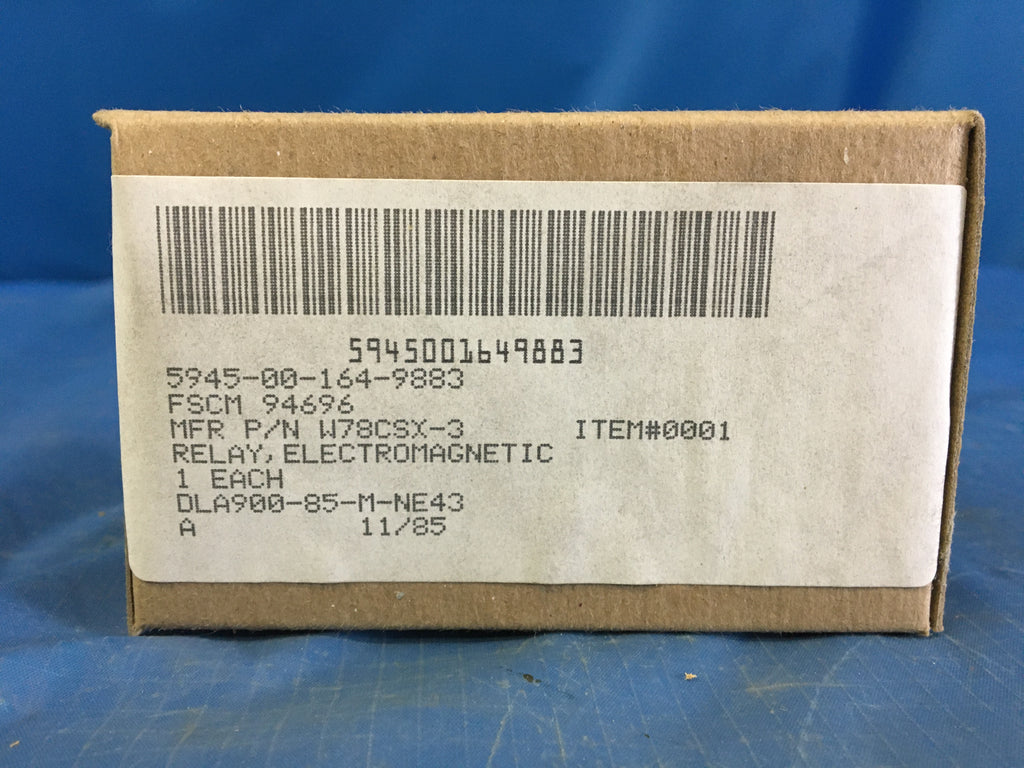 5945001649883
5945-00-164-9883
FSCM 94696
MFR P/N W78CSX-3 ITEM#0001
RELAY, ELECTROMAGNETIC
1 EACH
DLA900-85-M-NE43
A 11/85